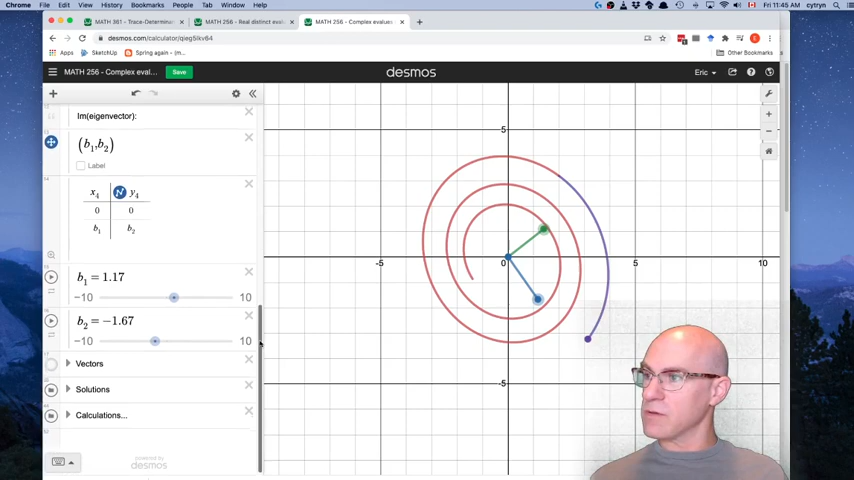 Chrome File Edit View History Bookmarks People Tab Window Help Fri 11:45 AM cytryn
MATH 361 - Trace-Determina
MATH 256 - Real distinct eval
MATH 256 - Complex evalues
desmos.com/calculator/qieg5ikv64
Apps SketchUp Spring again - (m... Other Bookmarks
MATH 256 - Complex eval... Save desmos Eric
Im(eigenvector):
(b₁,b₂)
Label
x₄ y₄
0 0
b₁ b₂
b₁ = 1.17
−10 10
b₂ = −1.67
−10 10
Vectors
Solutions
Calculations...
powered by
desmos
5
-5 0 5 10
-5